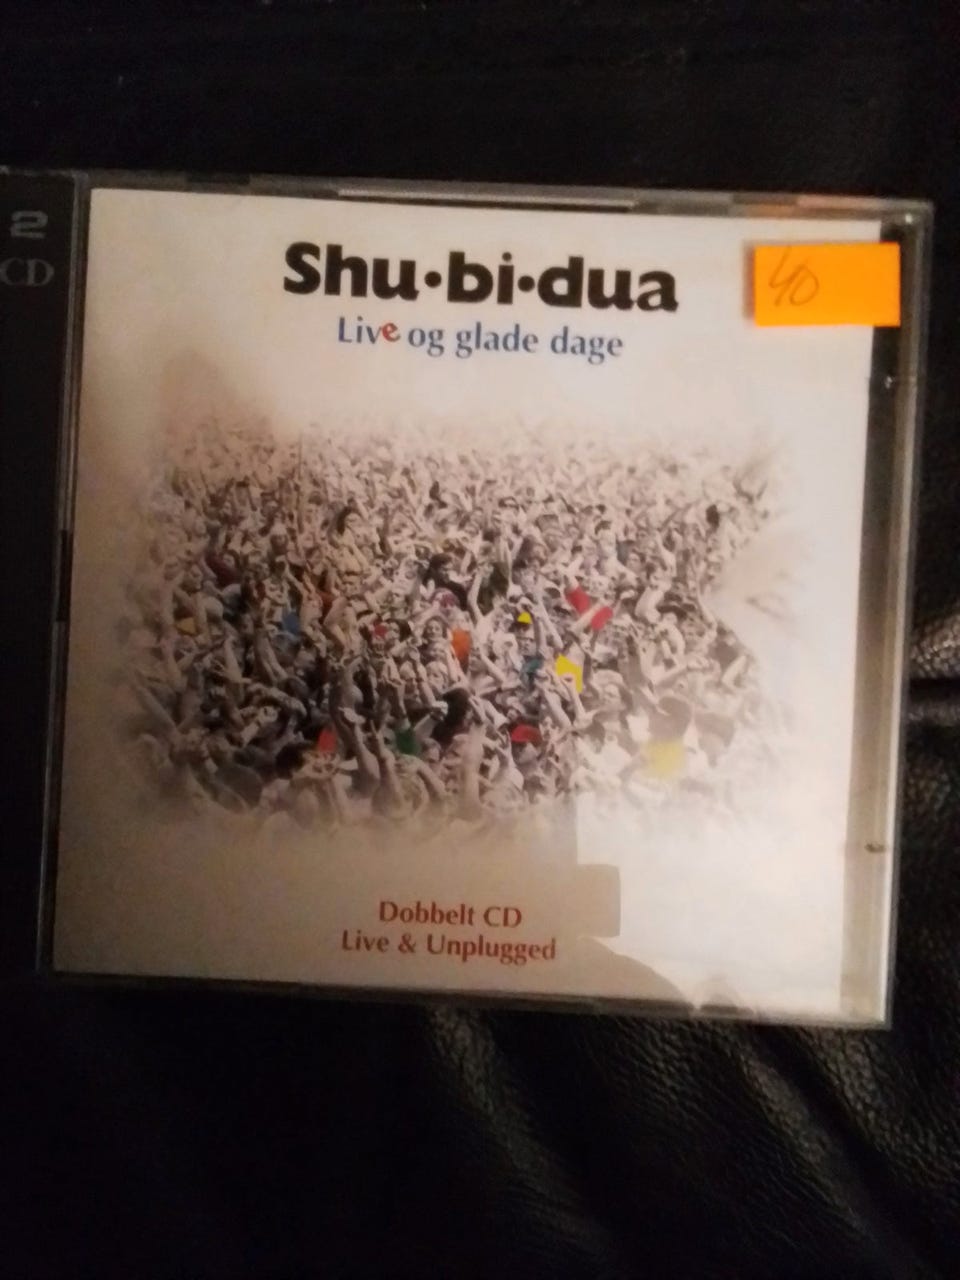 2
CD
Shu·bi·dua
40
Live og glade dage
Dobbelt CD
Live & Unplugged